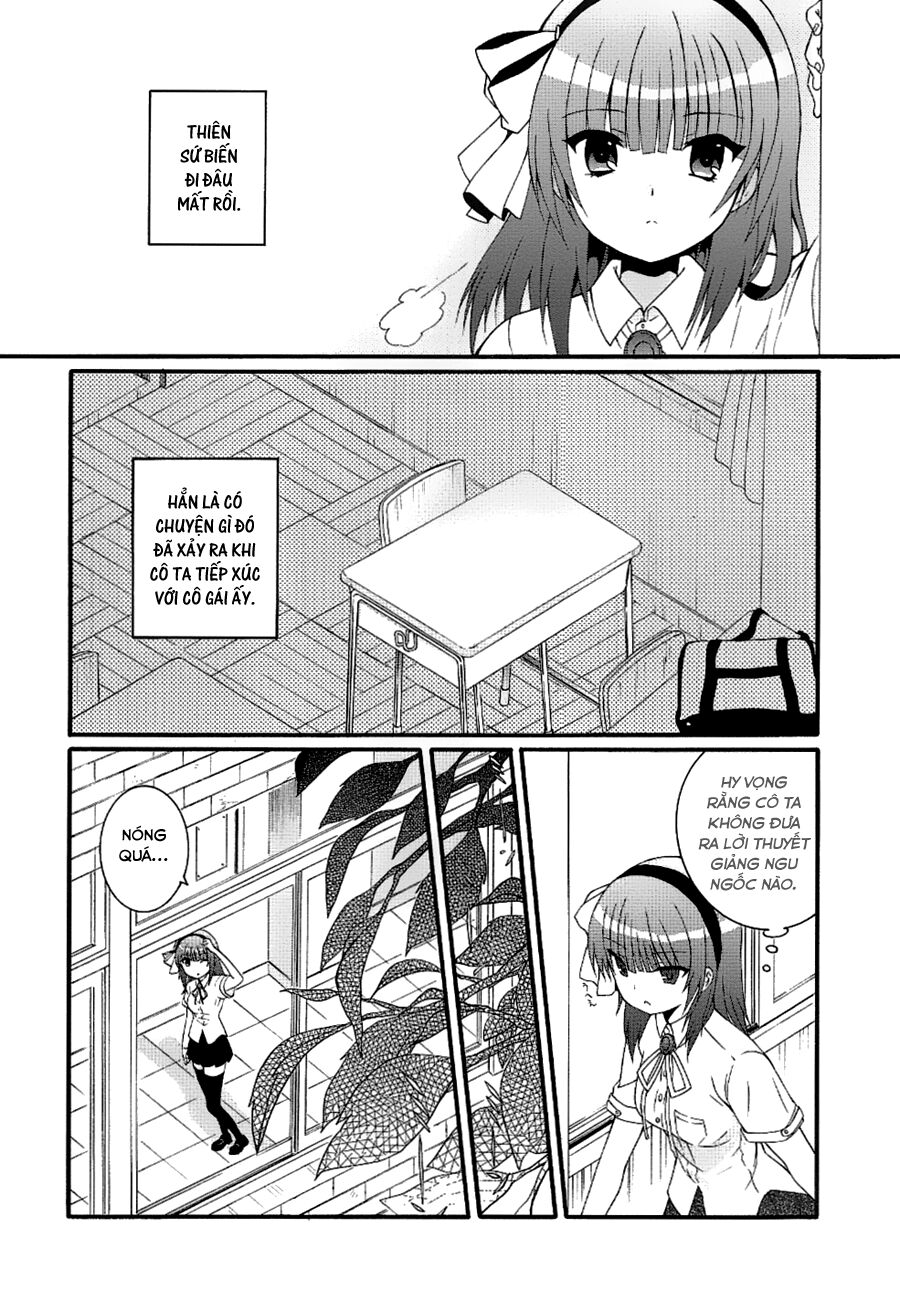 THIÊN
SỨ BIẾN
ĐI ĐÂU
MẤT RỒI.
HẲN LÀ CÓ
CHUYỆN GÌ ĐÓ
ĐÃ XẢY RA KHI
CÔ TA TIẾP XÚC
VỚI CÔ GÁI ẤY.
HY VỌNG
RẰNG CÔ TA
KHÔNG ĐƯA
RA LỜI THUYẾT
GIẢNG NGU
NGỐC NÀO.
NÓNG
QUÁ...